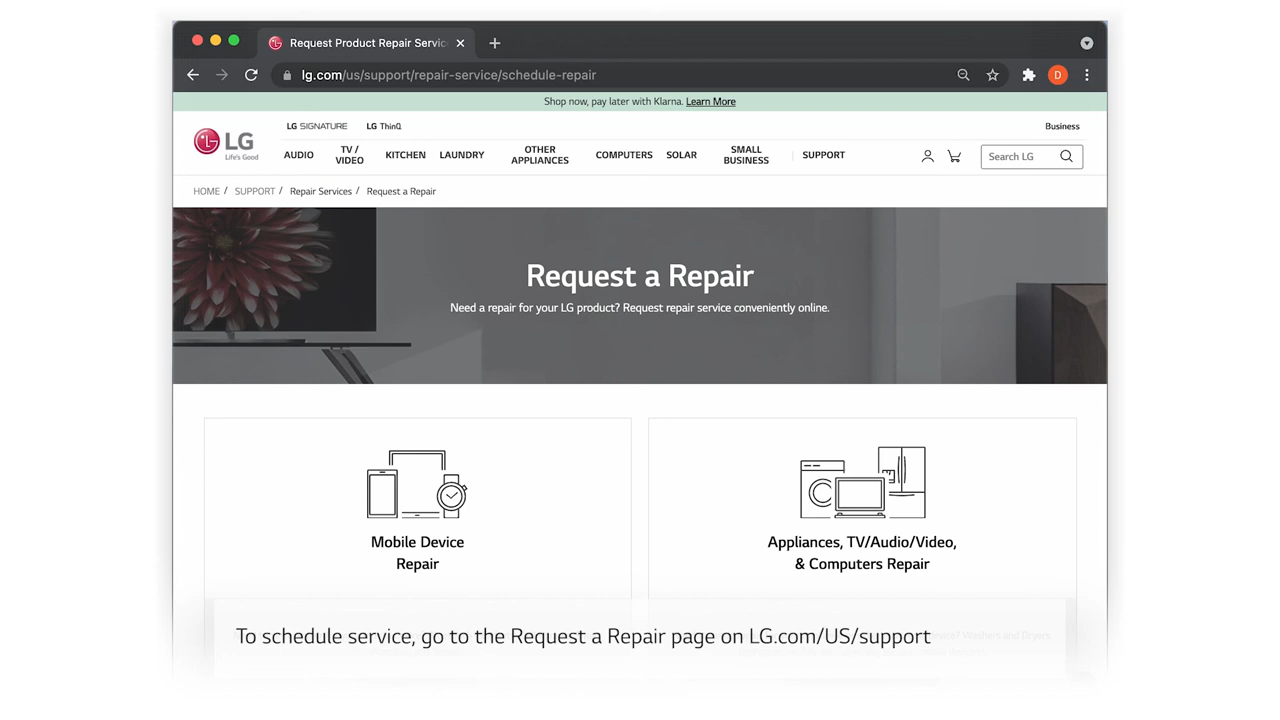 Request Product Repair Servic
D
lg.com/us/support/repair-service/schedule-repair
Shop now, pay later with Klarna. Learn More
LG SIGNATURE LG ThinQ
Business
LG
Life's Good
AUDIO
TV /
VIDEO
KITCHEN
LAUNDRY
OTHER
APPLIANCES
COMPUTERS
SOLAR
SMALL
BUSINESS
SUPPORT
Search LG
HOME / SUPPORT / Repair Services / Request a Repair
Request a Repair
Need a repair for your LG product? Request repair service conveniently online.
Mobile Device
Repair
Appliances, TV/Audio/Video,
& Computers Repair
To schedule service, go to the Request a Repair page on LG.com/US/support